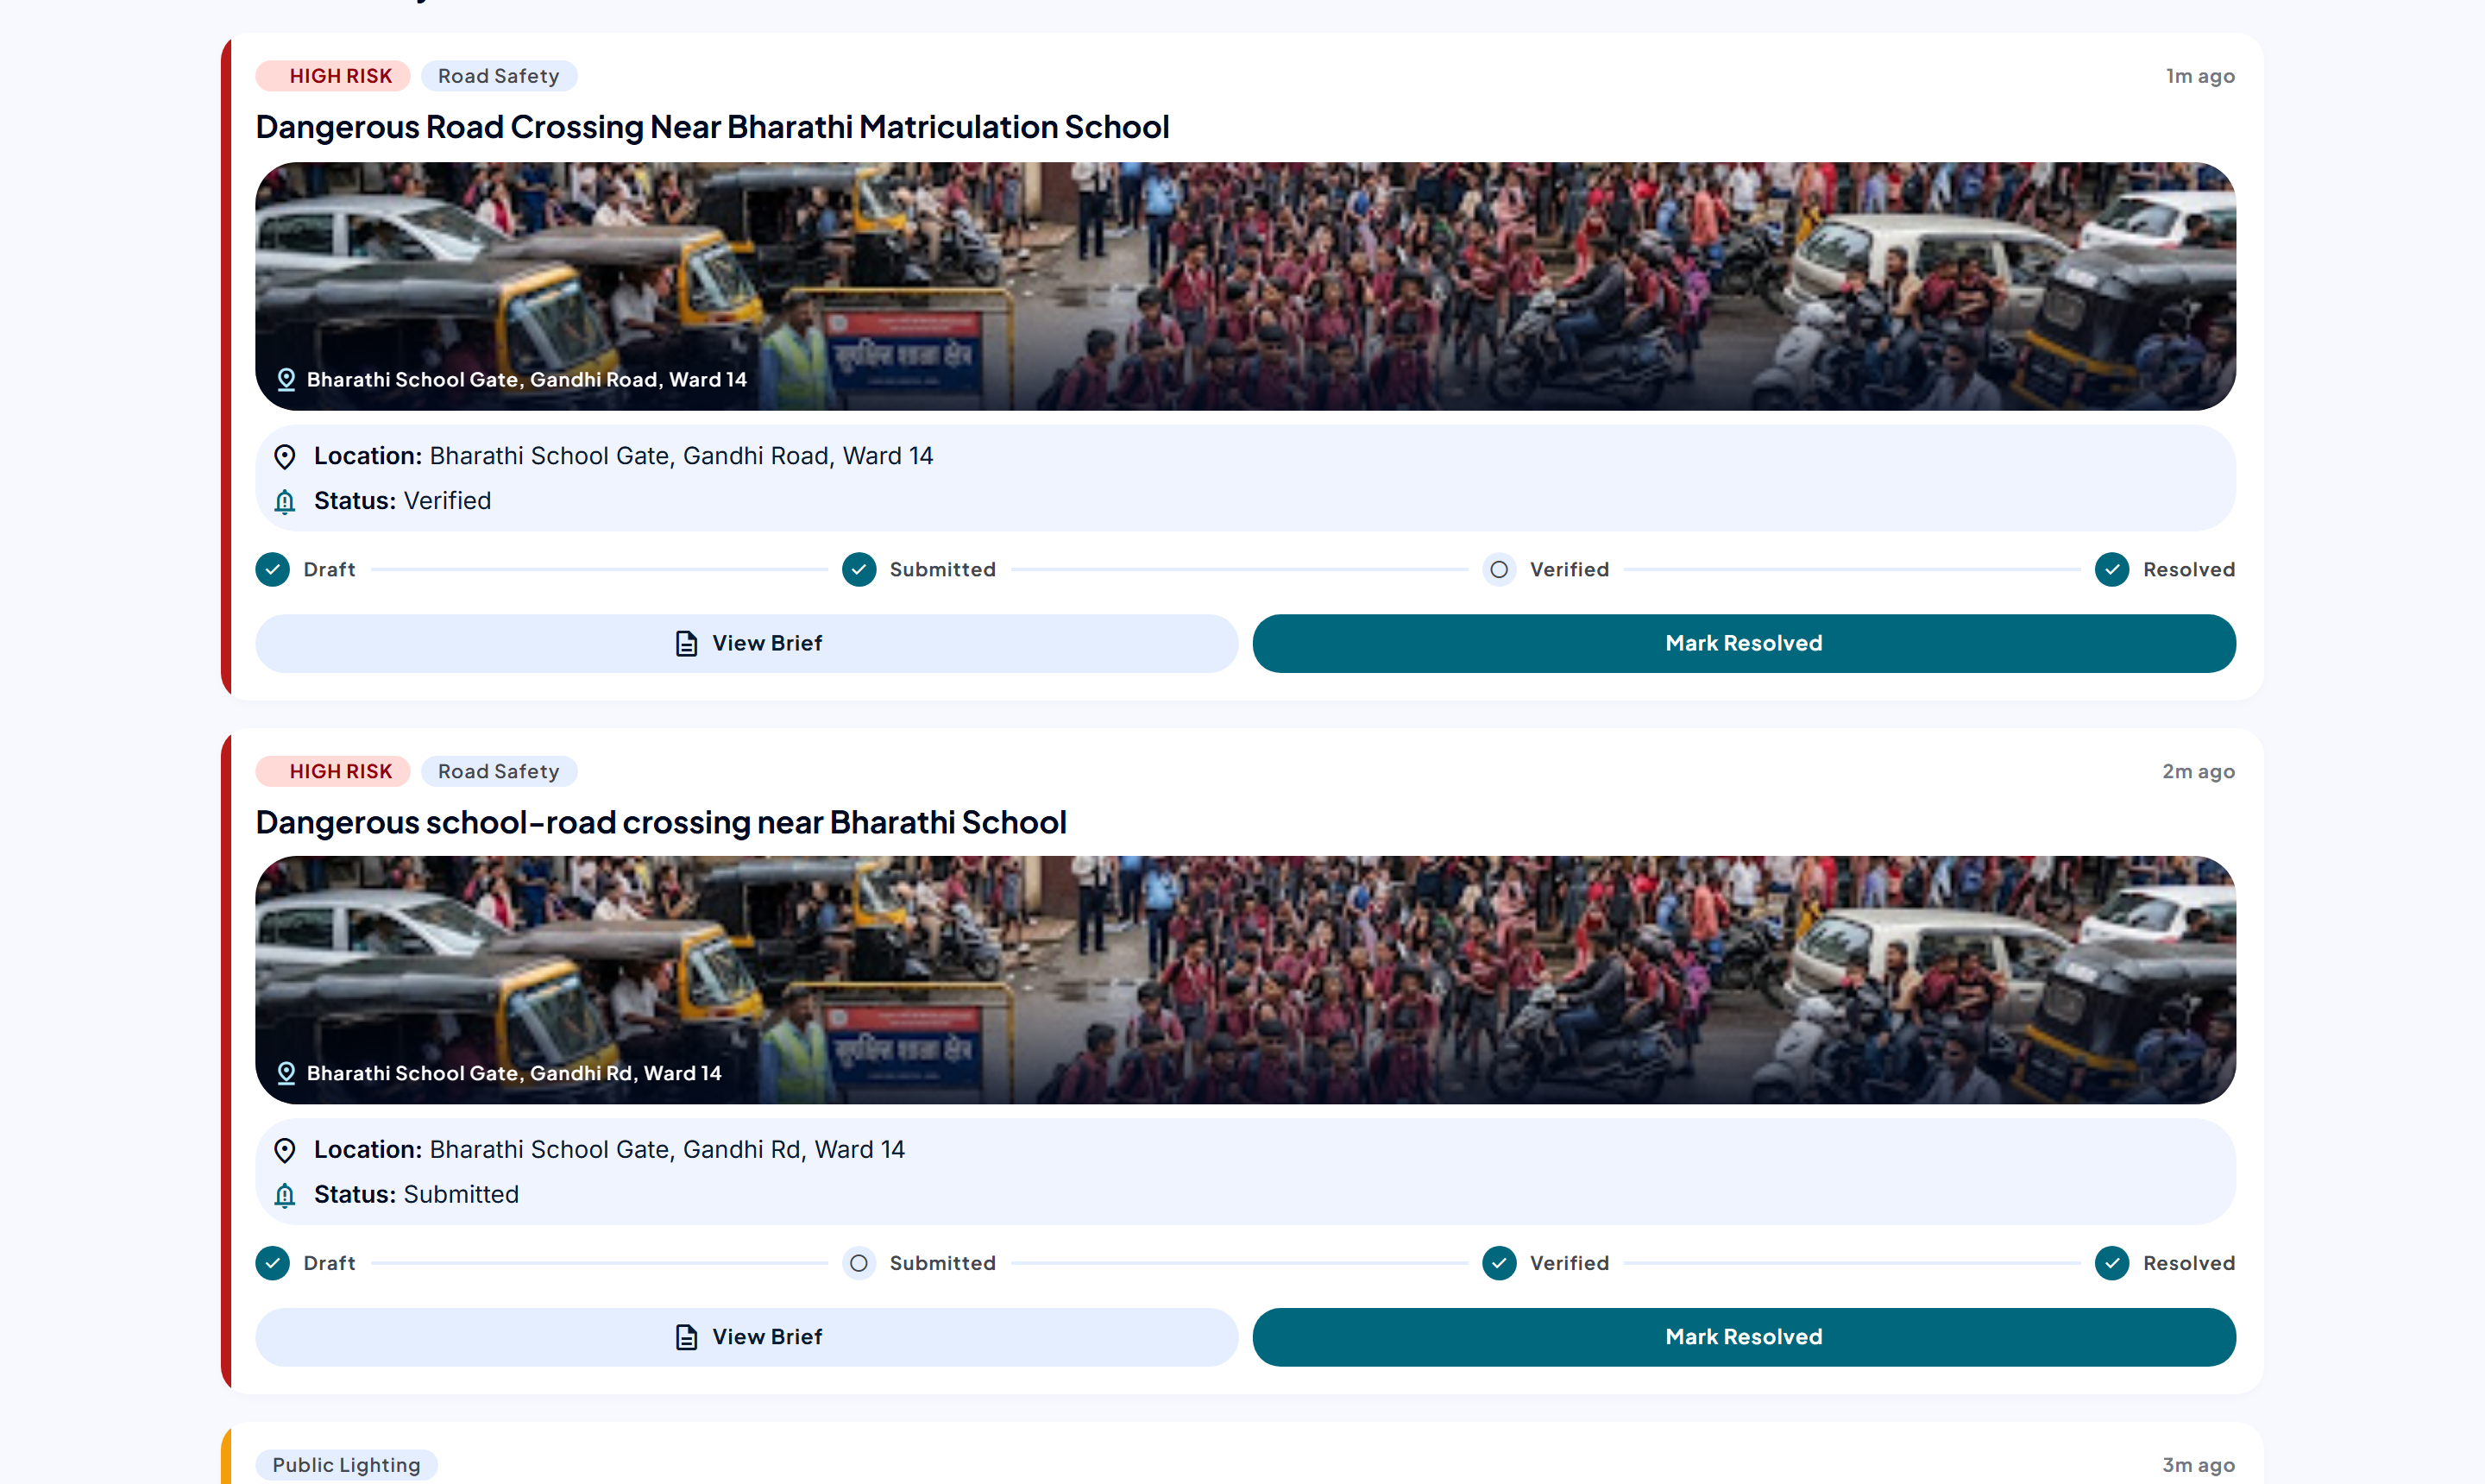 HIGH RISK
Road Safety
1m ago
Dangerous Road Crossing Near Bharathi Matriculation School
Bharathi School Gate, Gandhi Road, Ward 14
Location: Bharathi School Gate, Gandhi Road, Ward 14
Status: Verified
Draft
Submitted
Verified
Resolved
View Brief
Mark Resolved
HIGH RISK
Road Safety
2m ago
Dangerous school-road crossing near Bharathi School
Bharathi School Gate, Gandhi Rd, Ward 14
Location: Bharathi School Gate, Gandhi Rd, Ward 14
Status: Submitted
Draft
Submitted
Verified
Resolved
View Brief
Mark Resolved
Public Lighting
3m ago